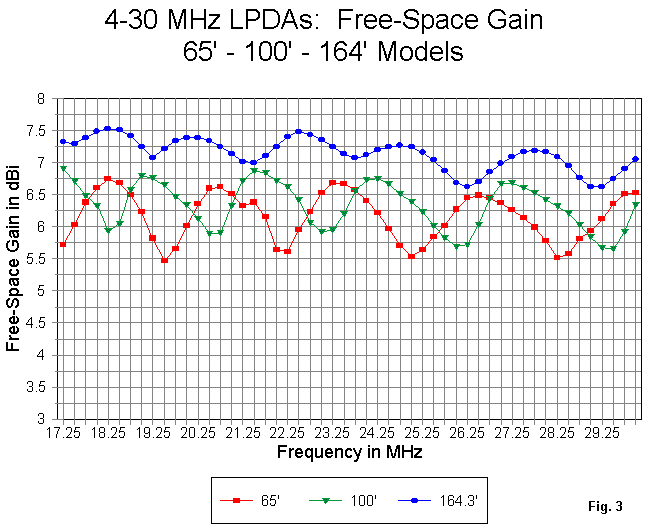 4-30 MHz LPDAs: Free-Space Gain
65' - 100' - 164' Models
Free-Space Gain in dBi
8
7.5
7
6.5
6
5.5
5
4.5
4
3.5
3
17.25 18.25 19.25 20.25 21.25 22.25 23.25 24.25 25.25 26.25 27.25 28.25 29.25
Frequency in MHz
65' 100' 164.3'
Fig. 3